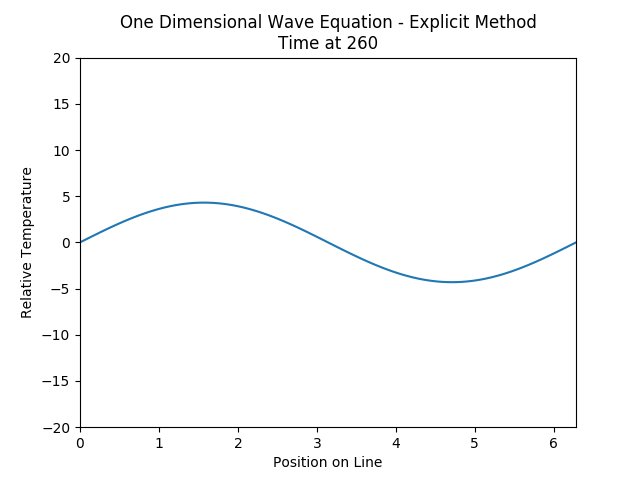 One Dimensional Wave Equation - Explicit Method
Time at 260
20
15
10
5
0
−5
−10
−15
−20
Relative Temperature
0 1 2 3 4 5 6
Position on Line